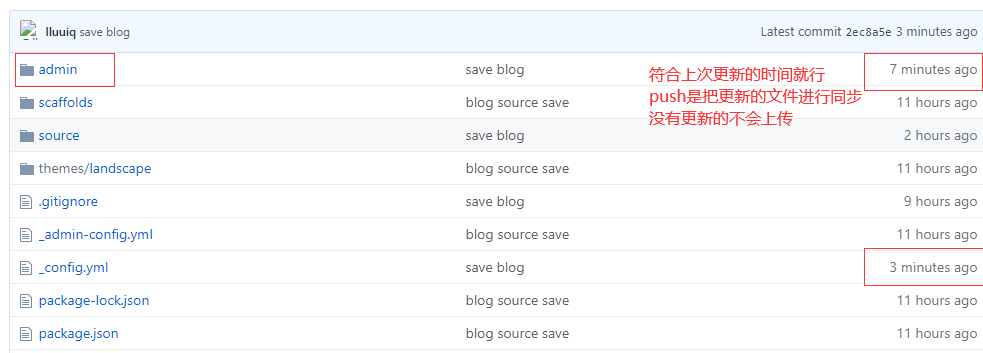 lluuiq save blog Latest commit 2ec8a5e 3 minutes ago
admin save blog 7 minutes ago
符合上次更新的时间就行
push是把更新的文件进行同步
没有更新的不会上传
scaffolds blog source save 11 hours ago
source save blog 2 hours ago
themes/landscape blog source save 11 hours ago
.gitignore save blog 9 hours ago
_admin-config.yml blog source save 11 hours ago
_config.yml save blog 3 minutes ago
package-lock.json blog source save 11 hours ago
package.json blog source save 11 hours ago